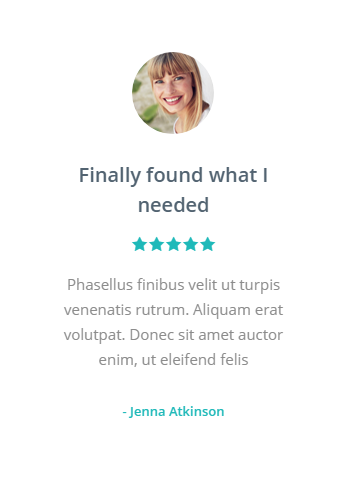 Finally found what I
needed
Phasellus finibus velit ut turpis
venenatis rutrum. Aliquam erat
volutpat. Donec sit amet auctor
enim, ut eleifend felis
- Jenna Atkinson